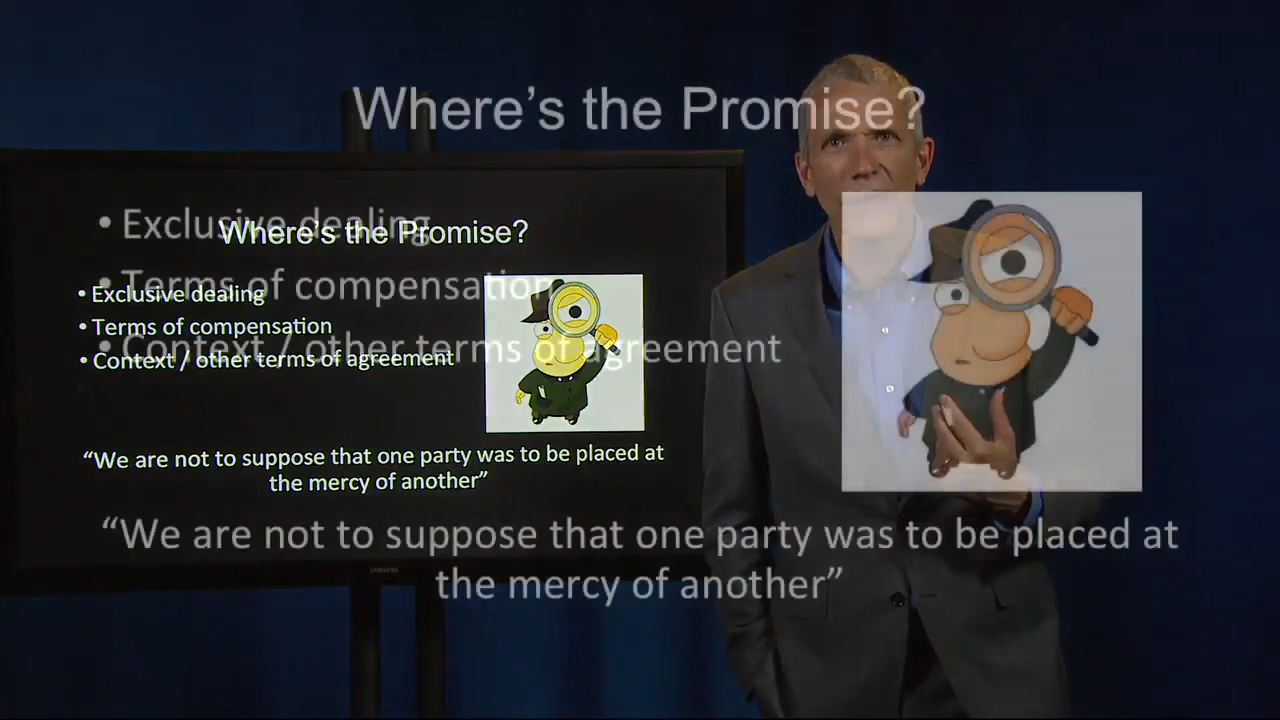 Where's the Promise?
• Exclusive dealing
• Terms of compensation
• Context / other terms of agreement
“We are not to suppose that one party was to be placed at
the mercy of another”
Where's the Promise?
• Exclusive dealing
• Terms of compensation
• Context / other terms of agreement
“We are not to suppose that one party was to be placed at
the mercy of another”
SAMSUNG